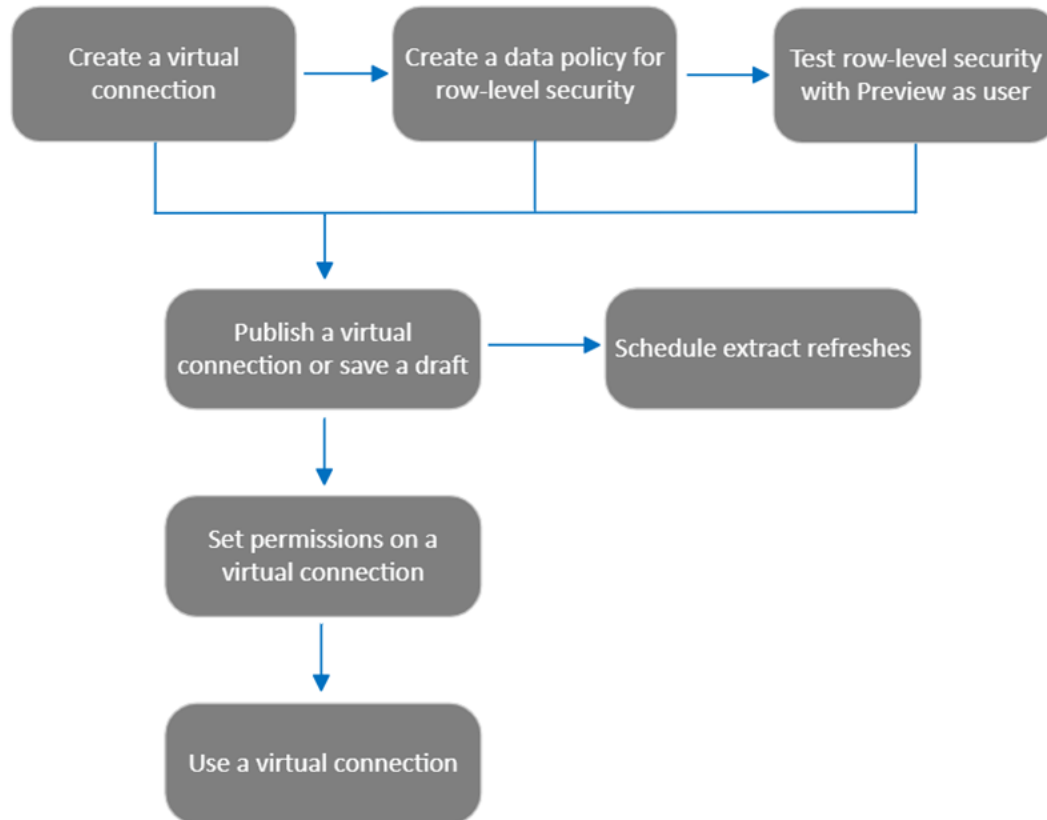 Create a virtual
connection
Create a data policy for
row-level security
Test row-level security
with Preview as user
Publish a virtual
connection or save a draft
Schedule extract refreshes
Set permissions on a
virtual connection
Use a virtual connection